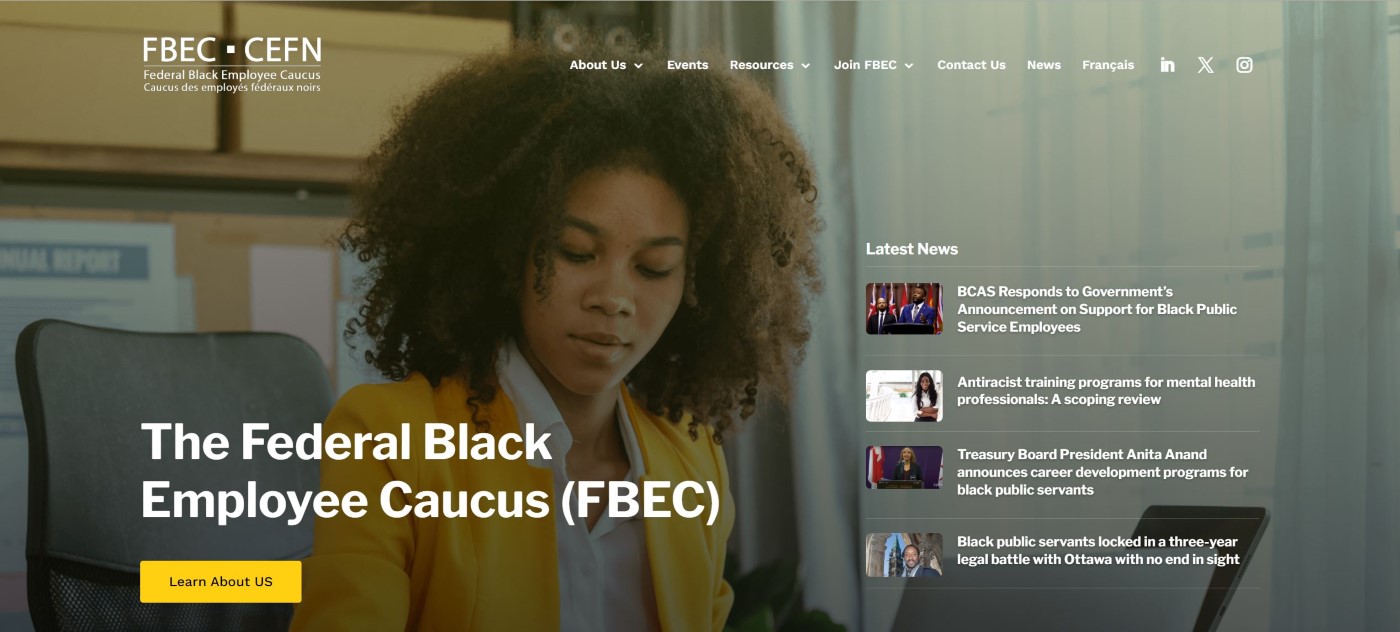 FBEC ▪ CEFN
Federal Black Employee Caucus
Caucus des employés fédéraux noirs
About Us
Events
Resources
Join FBEC
Contact Us
News
Français
ANNUAL REPORT
Latest News
BCAS Responds to Government's
Announcement on Support for Black Public
Service Employees
Antiracist training programs for mental health
professionals: A scoping review
Treasury Board President Anita Anand
announces career development programs for
black public servants
Black public servants locked in a three-year
legal battle with Ottawa with no end in sight
The Federal Black
Employee Caucus (FBEC)
Learn About US